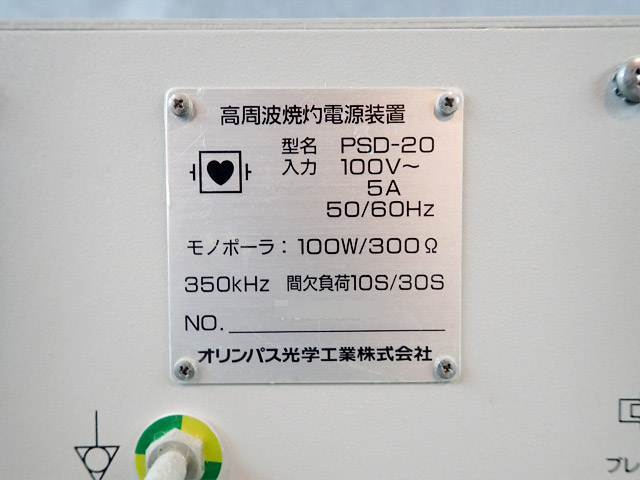 高周波焼灼電源装置
型名 PSD-20
入力 100V～
5A
50/60Hz
モノポーラ：100W/300Ω
350kHz 間欠負荷10S/30S
NO.
オリンパス光学工業株式会社
ブレ